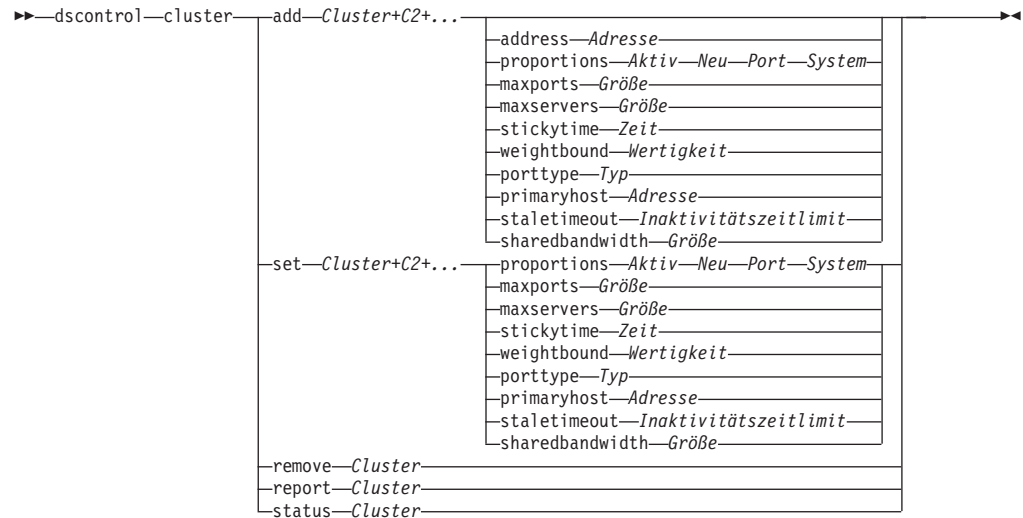 dscontrol cluster add Cluster+C2+...
address Adresse
proportions Aktiv Neu Port System
maxports Größe
maxservers Größe
stickytime Zeit
weightbound Wertigkeit
porttype Typ
primaryhost Adresse
staletimeout Inaktivitätszeitlimit
sharedbandwidth Größe
set Cluster+C2+... proportions Aktiv Neu Port System
maxports Größe
maxservers Größe
stickytime Zeit
weightbound Wertigkeit
porttype Typ
primaryhost Adresse
staletimeout Inaktivitätszeitlimit
sharedbandwidth Größe
remove Cluster
report Cluster
status Cluster